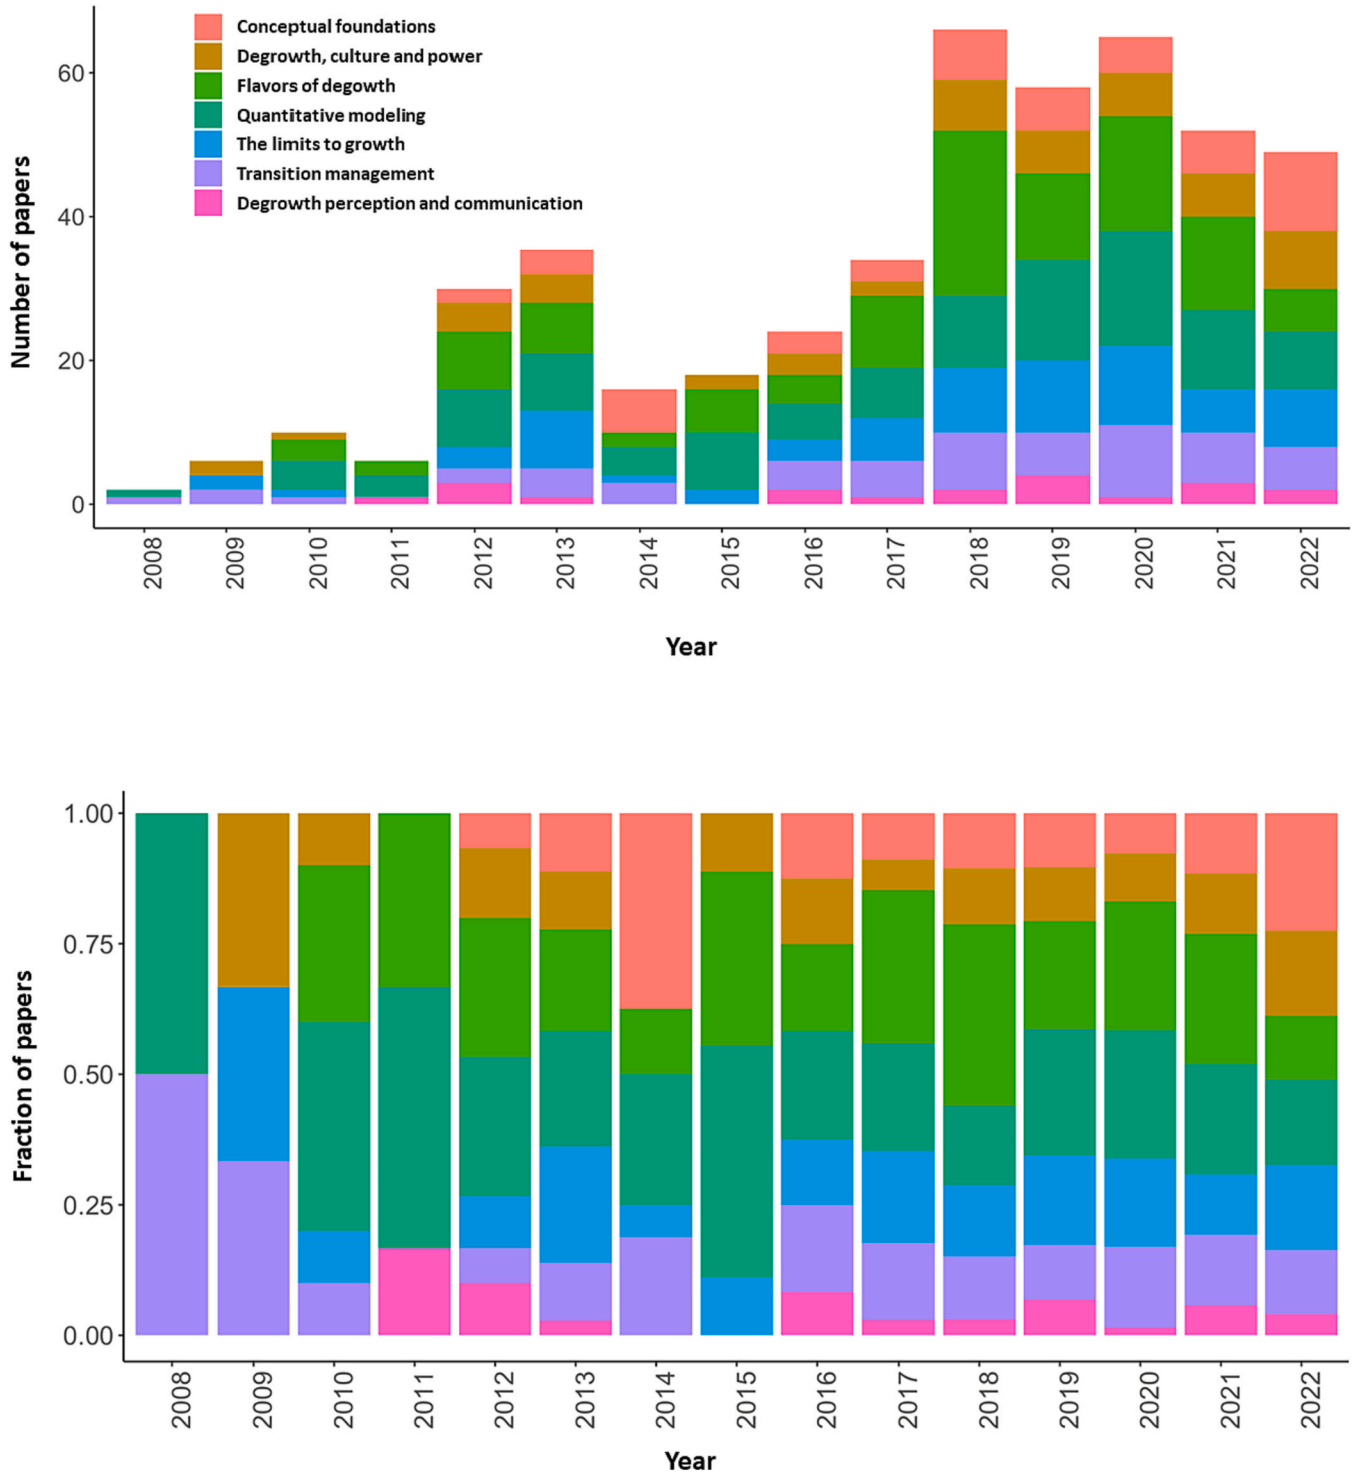 Conceptual foundations
Degrowth, culture and power
Flavors of degowth
Quantitative modeling
The limits to growth
Transition management
Degrowth perception and communication
Number of papers
60
40
20
0
2008 2009 2010 2011 2012 2013 2014 2015 2016 2017 2018 2019 2020 2021 2022
Year
Fraction of papers
1.00
0.75
0.50
0.25
0.00
2008 2009 2010 2011 2012 2013 2014 2015 2016 2017 2018 2019 2020 2021 2022
Year